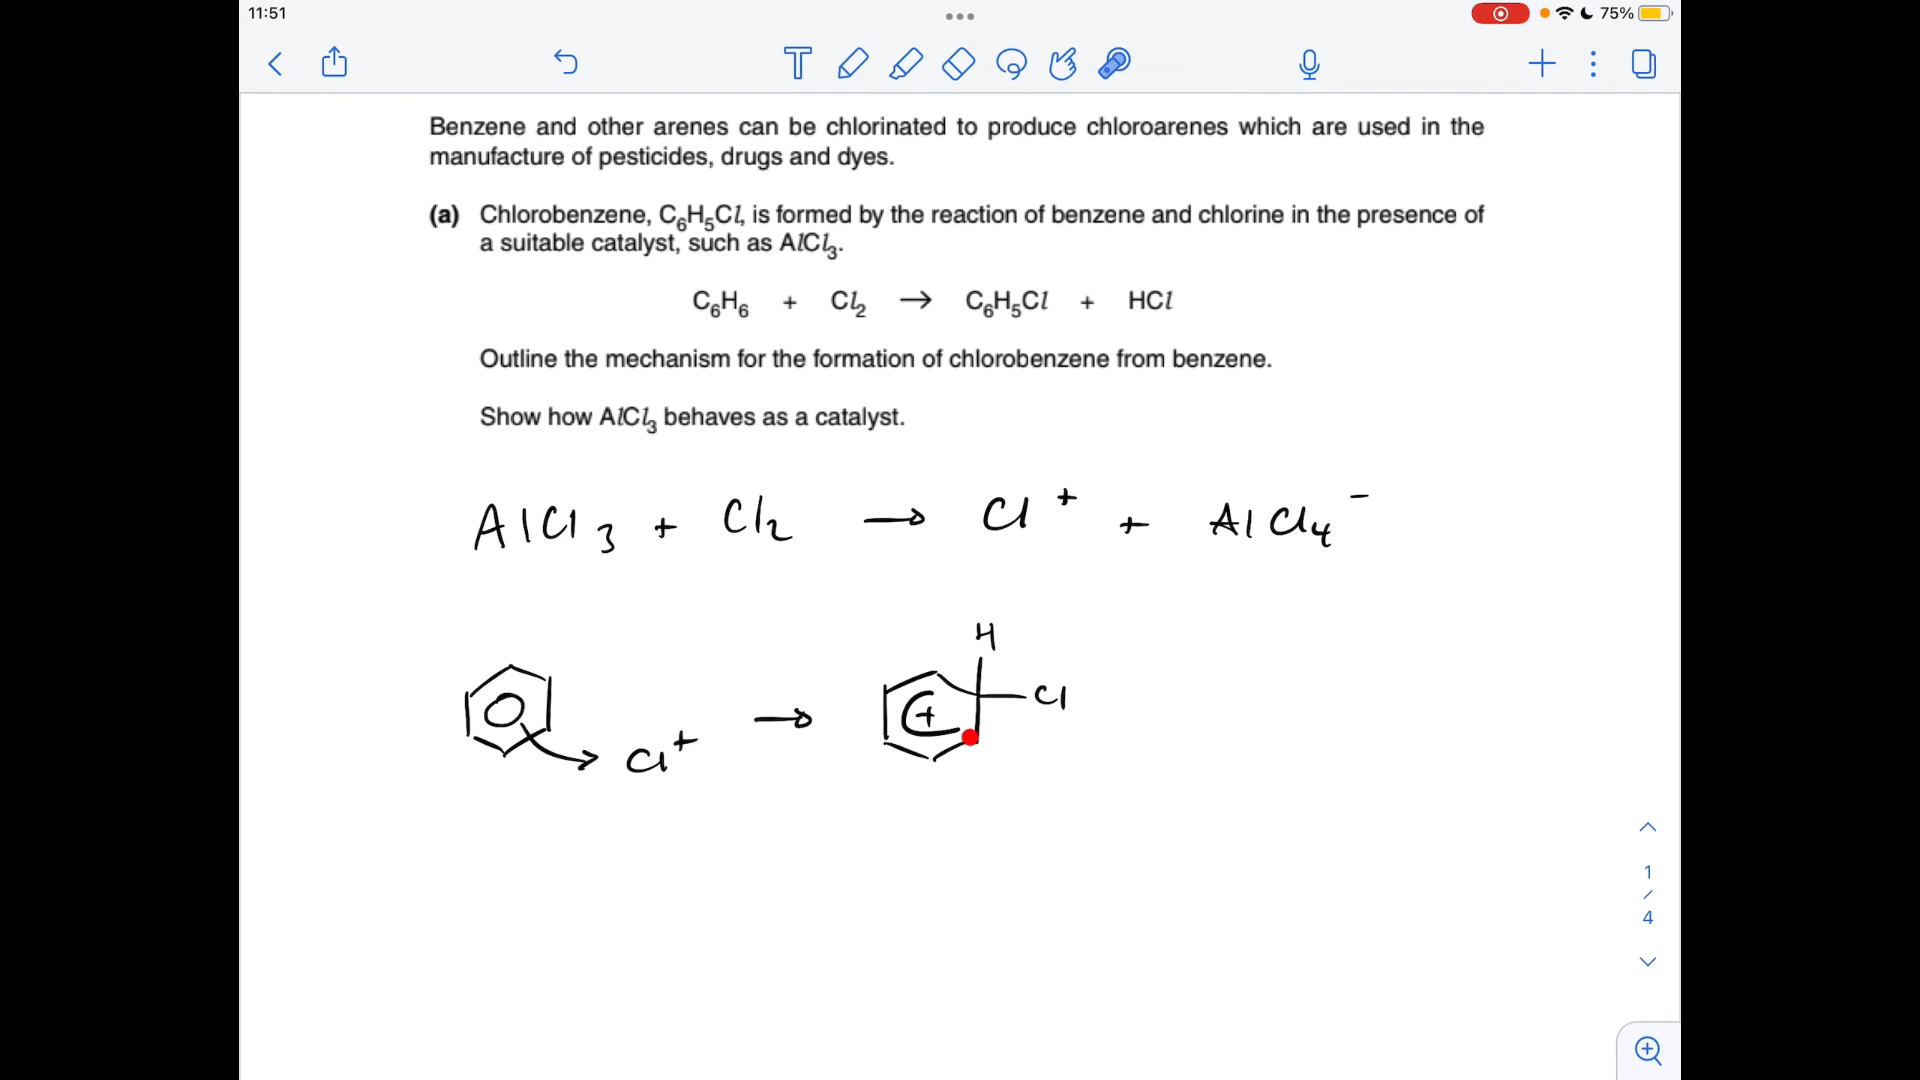 11:51
75%
T
Benzene and other arenes can be chlorinated to produce chloroarenes which are used in the
manufacture of pesticides, drugs and dyes.
(a) Chlorobenzene, C₆H₅Cl, is formed by the reaction of benzene and chlorine in the presence of
a suitable catalyst, such as AlCl₃.
C₆H₆ + Cl₂ → C₆H₅Cl + HCl
Outline the mechanism for the formation of chlorobenzene from benzene.
Show how AlCl₃ behaves as a catalyst.
AlCl₃ + Cl₂ → Cl⁺ + AlCl₄⁻
H
Cl
+
Cl⁺ →
1
/
4